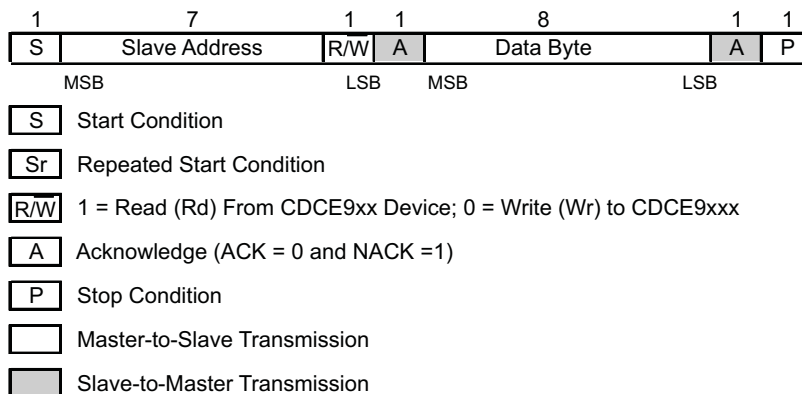 1 7 1 1 8 1 1
S Slave Address R/W̅ A Data Byte A P
MSB LSB MSB LSB
S Start Condition
Sr Repeated Start Condition
R/W̅ 1 = Read (Rd) From CDCE9xx Device; 0 = Write (Wr) to CDCE9xxx
A Acknowledge (ACK = 0 and NACK =1)
P Stop Condition
Master-to-Slave Transmission
Slave-to-Master Transmission